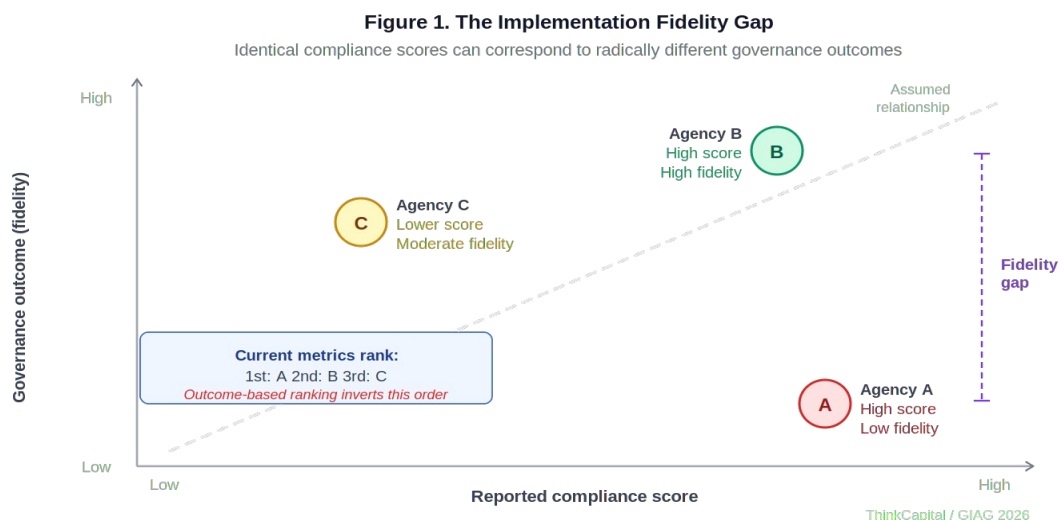 Figure 1. The Implementation Fidelity Gap
Identical compliance scores can correspond to radically different governance outcomes
High
Assumed
relationship
Agency B
High score
High fidelity
B
Agency C
Lower score
Moderate fidelity
C
Governance outcome (fidelity)
Fidelity
gap
Current metrics rank:
1st: A 2nd: B 3rd: C
Outcome-based ranking inverts this order
A
Agency A
High score
Low fidelity
Low
Low
High
Reported compliance score
ThinkCapital / GIAG 2026